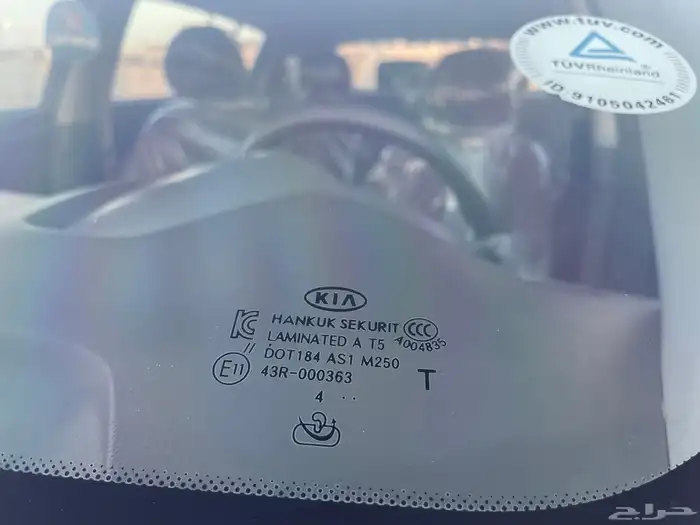 www.tuv.com
TÜVRheinland®
ID 9105042461
KIA
HANKUK SEKURIT CCC
LAMINATED A T5 A004835
// DOT184 AS1 M250
E11 43R-000363 T
4 ..
حراج